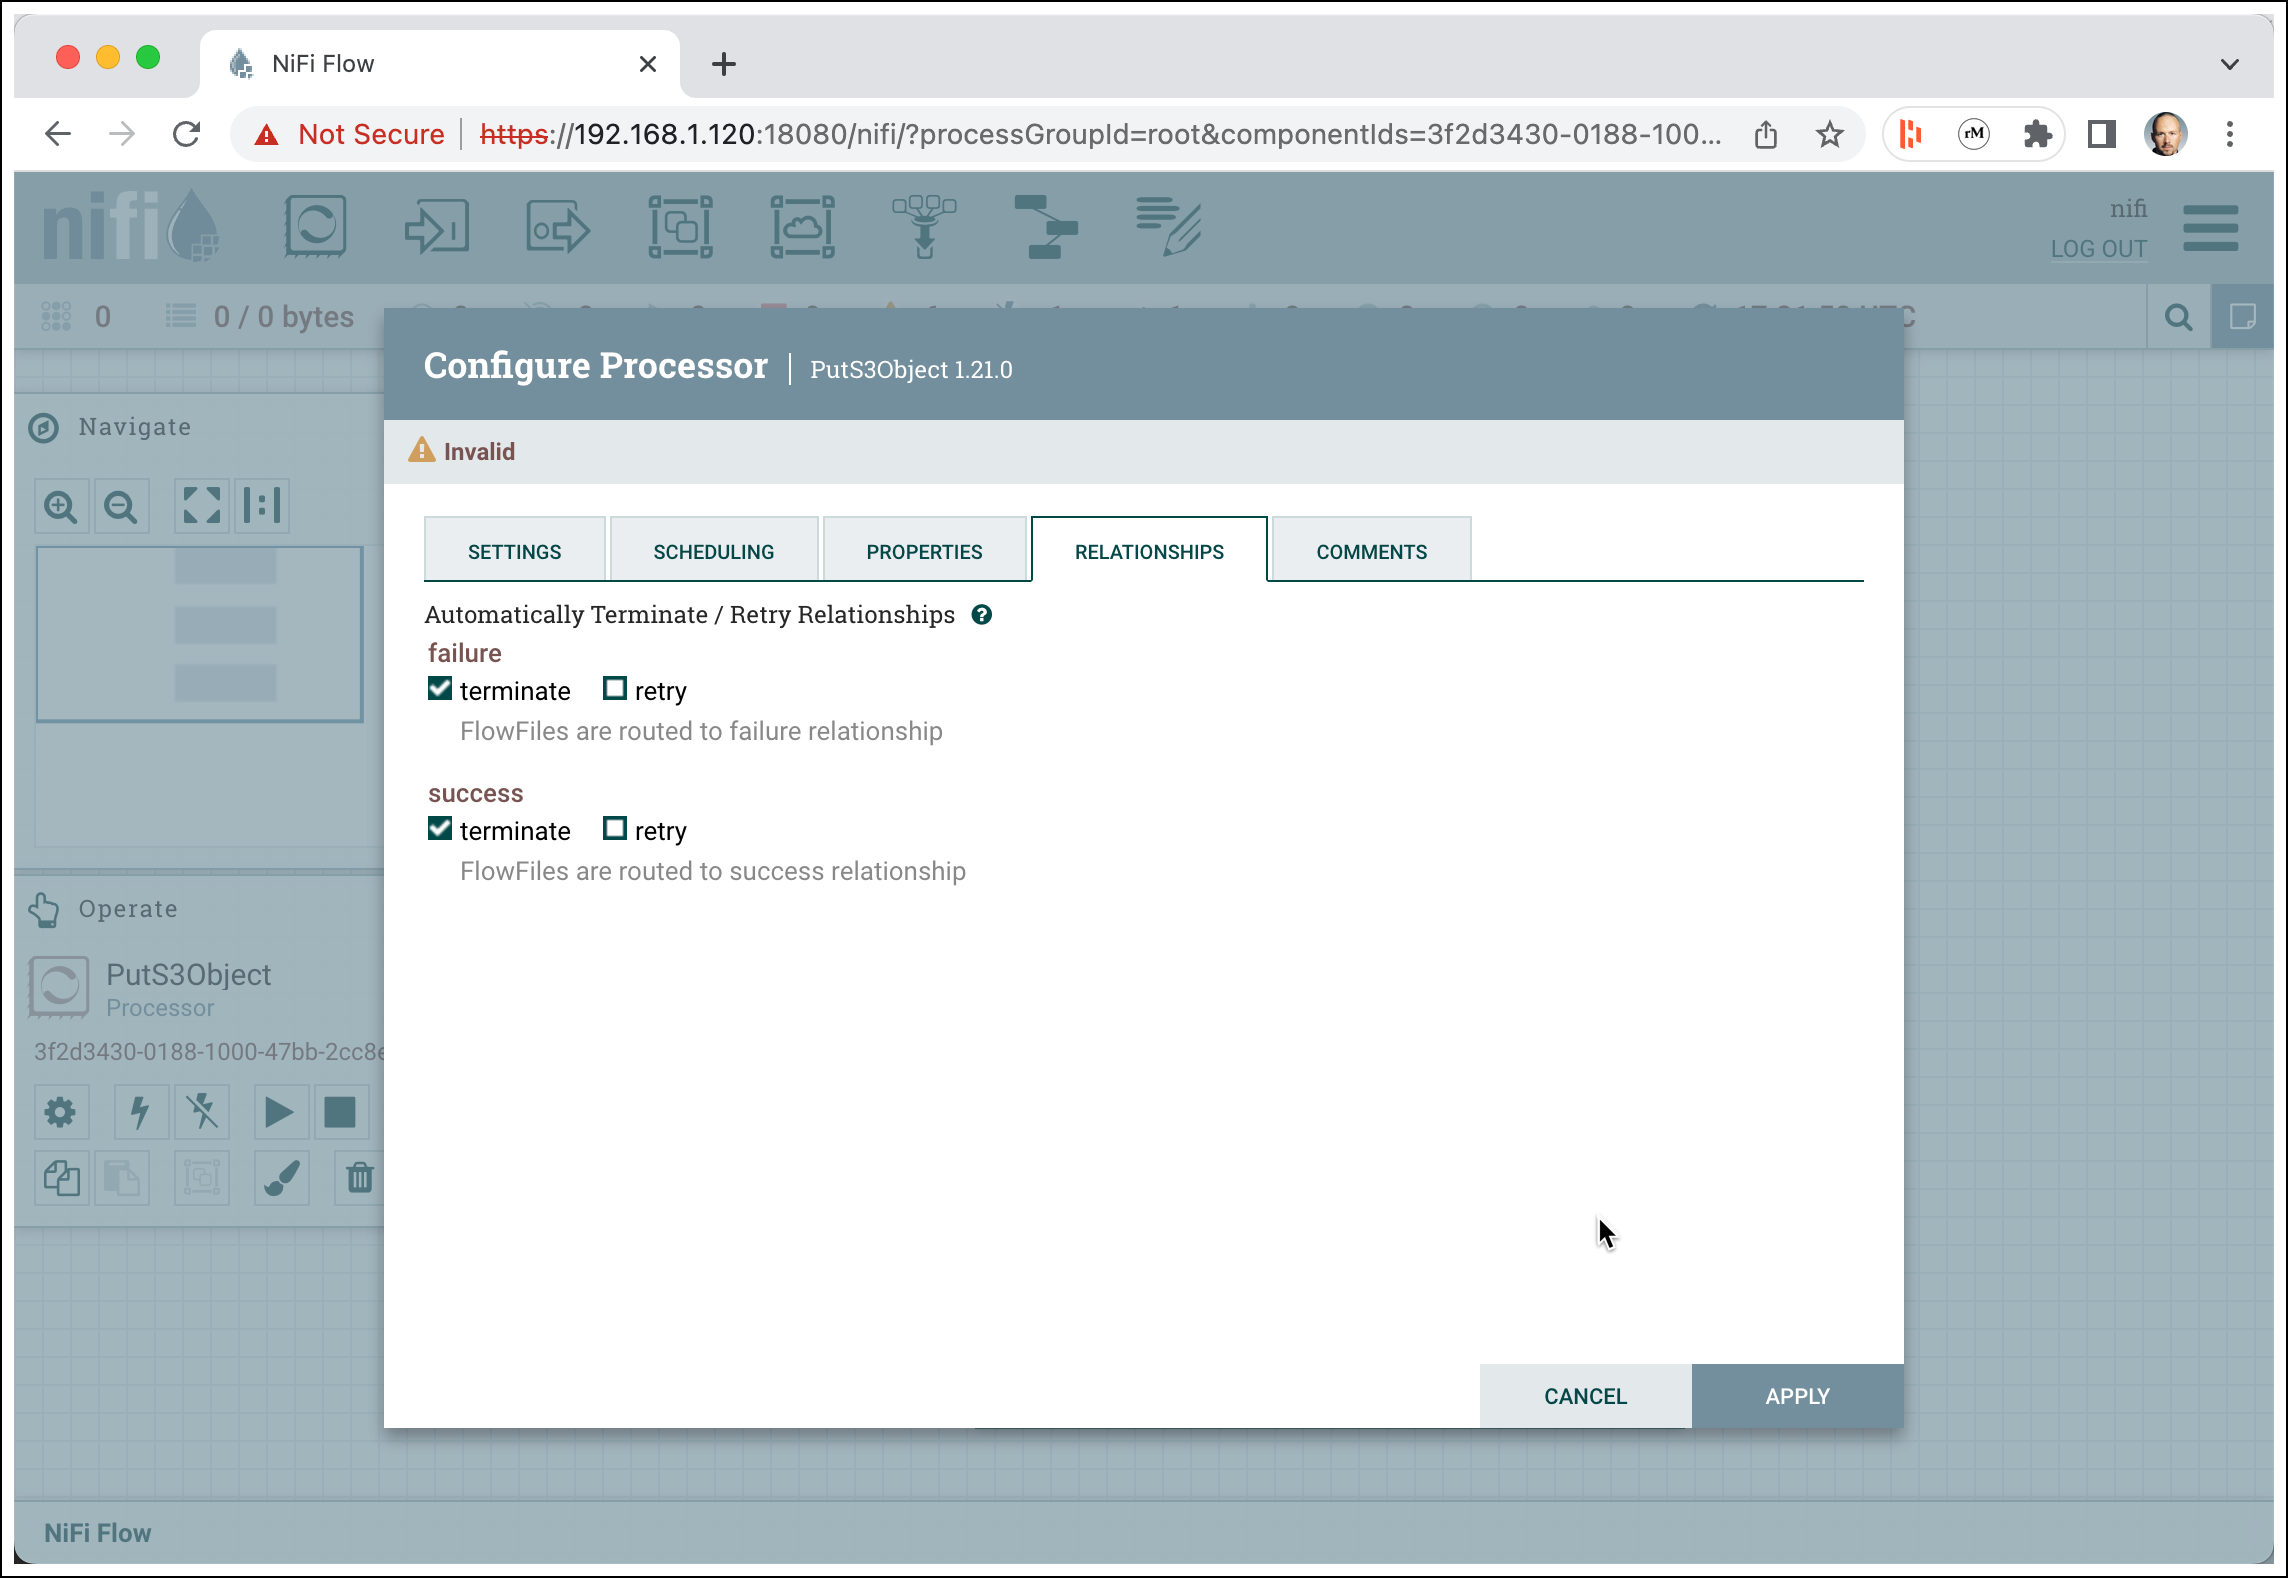 NiFi Flow
Not Secure https://192.168.1.120:18080/nifi/?processGroupId=root&componentIds=3f2d3430-0188-100...
rM
nifi
nifi
LOG OUT
0 0 / 0 bytes
Configure Processor PutS3Object 1.21.0
Invalid
Navigate
SETTINGS SCHEDULING PROPERTIES RELATIONSHIPS COMMENTS
Automatically Terminate / Retry Relationships
failure
terminate retry
FlowFiles are routed to failure relationship
success
terminate retry
FlowFiles are routed to success relationship
Operate
PutS3Object
Processor
3f2d3430-0188-1000-47bb-2cc8e
CANCEL APPLY
NiFi Flow